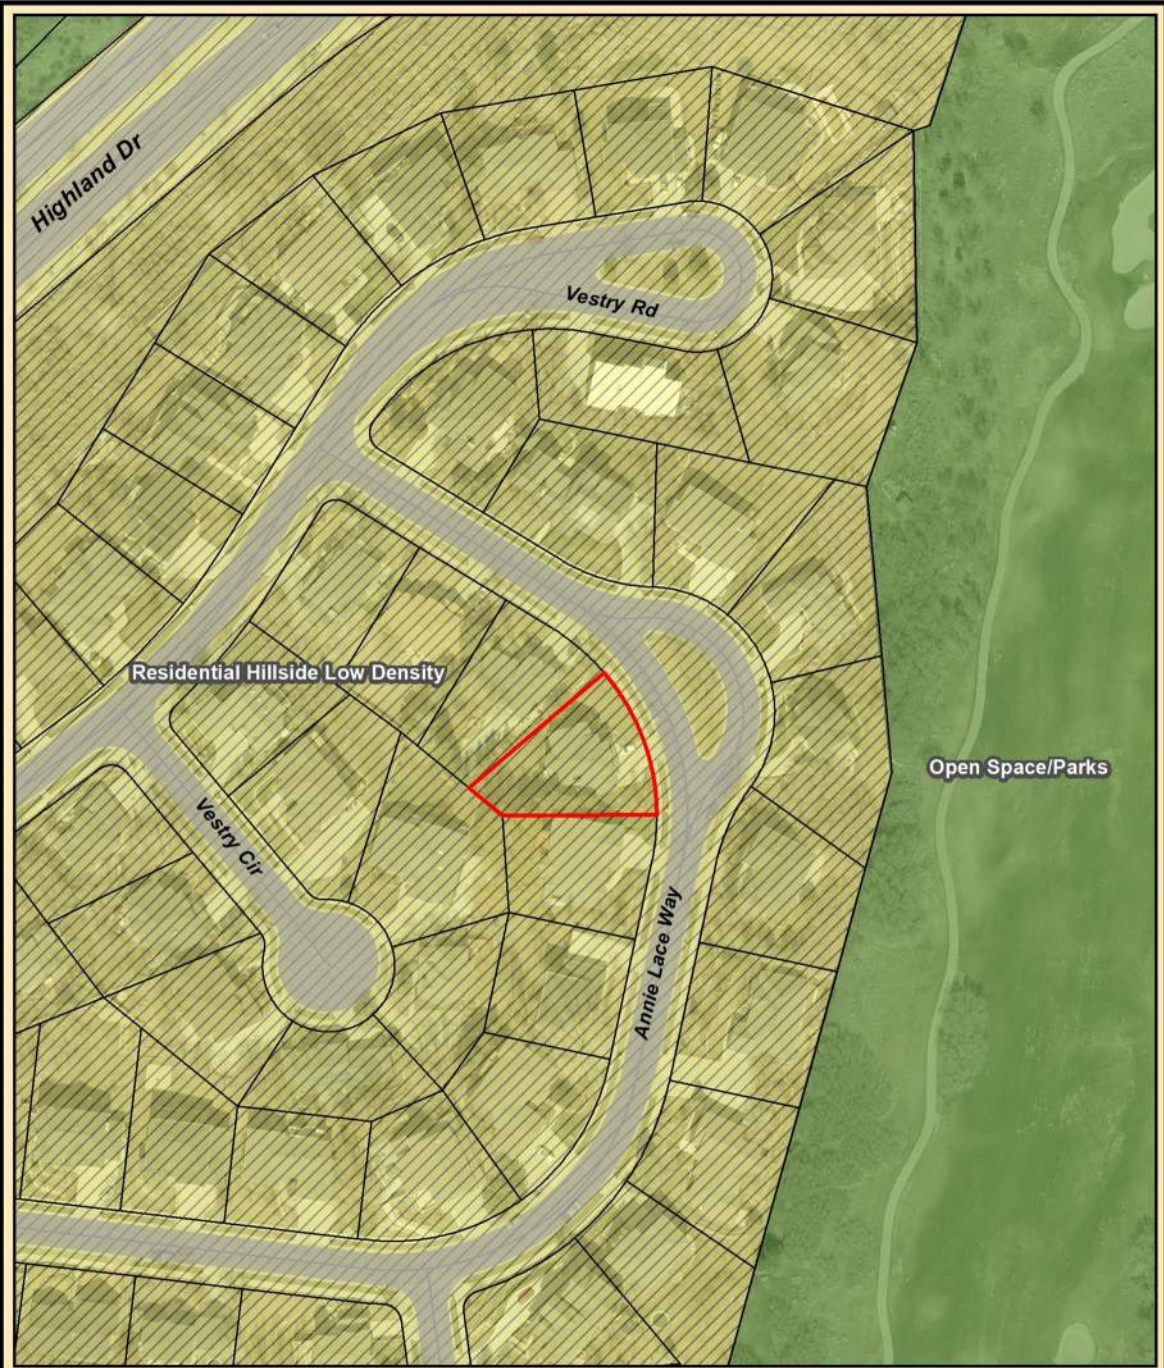 Highland Dr
Vestry Rd
Residential Hillside Low Density
Open Space/Parks
Vestry Cir
Annie Lace Way